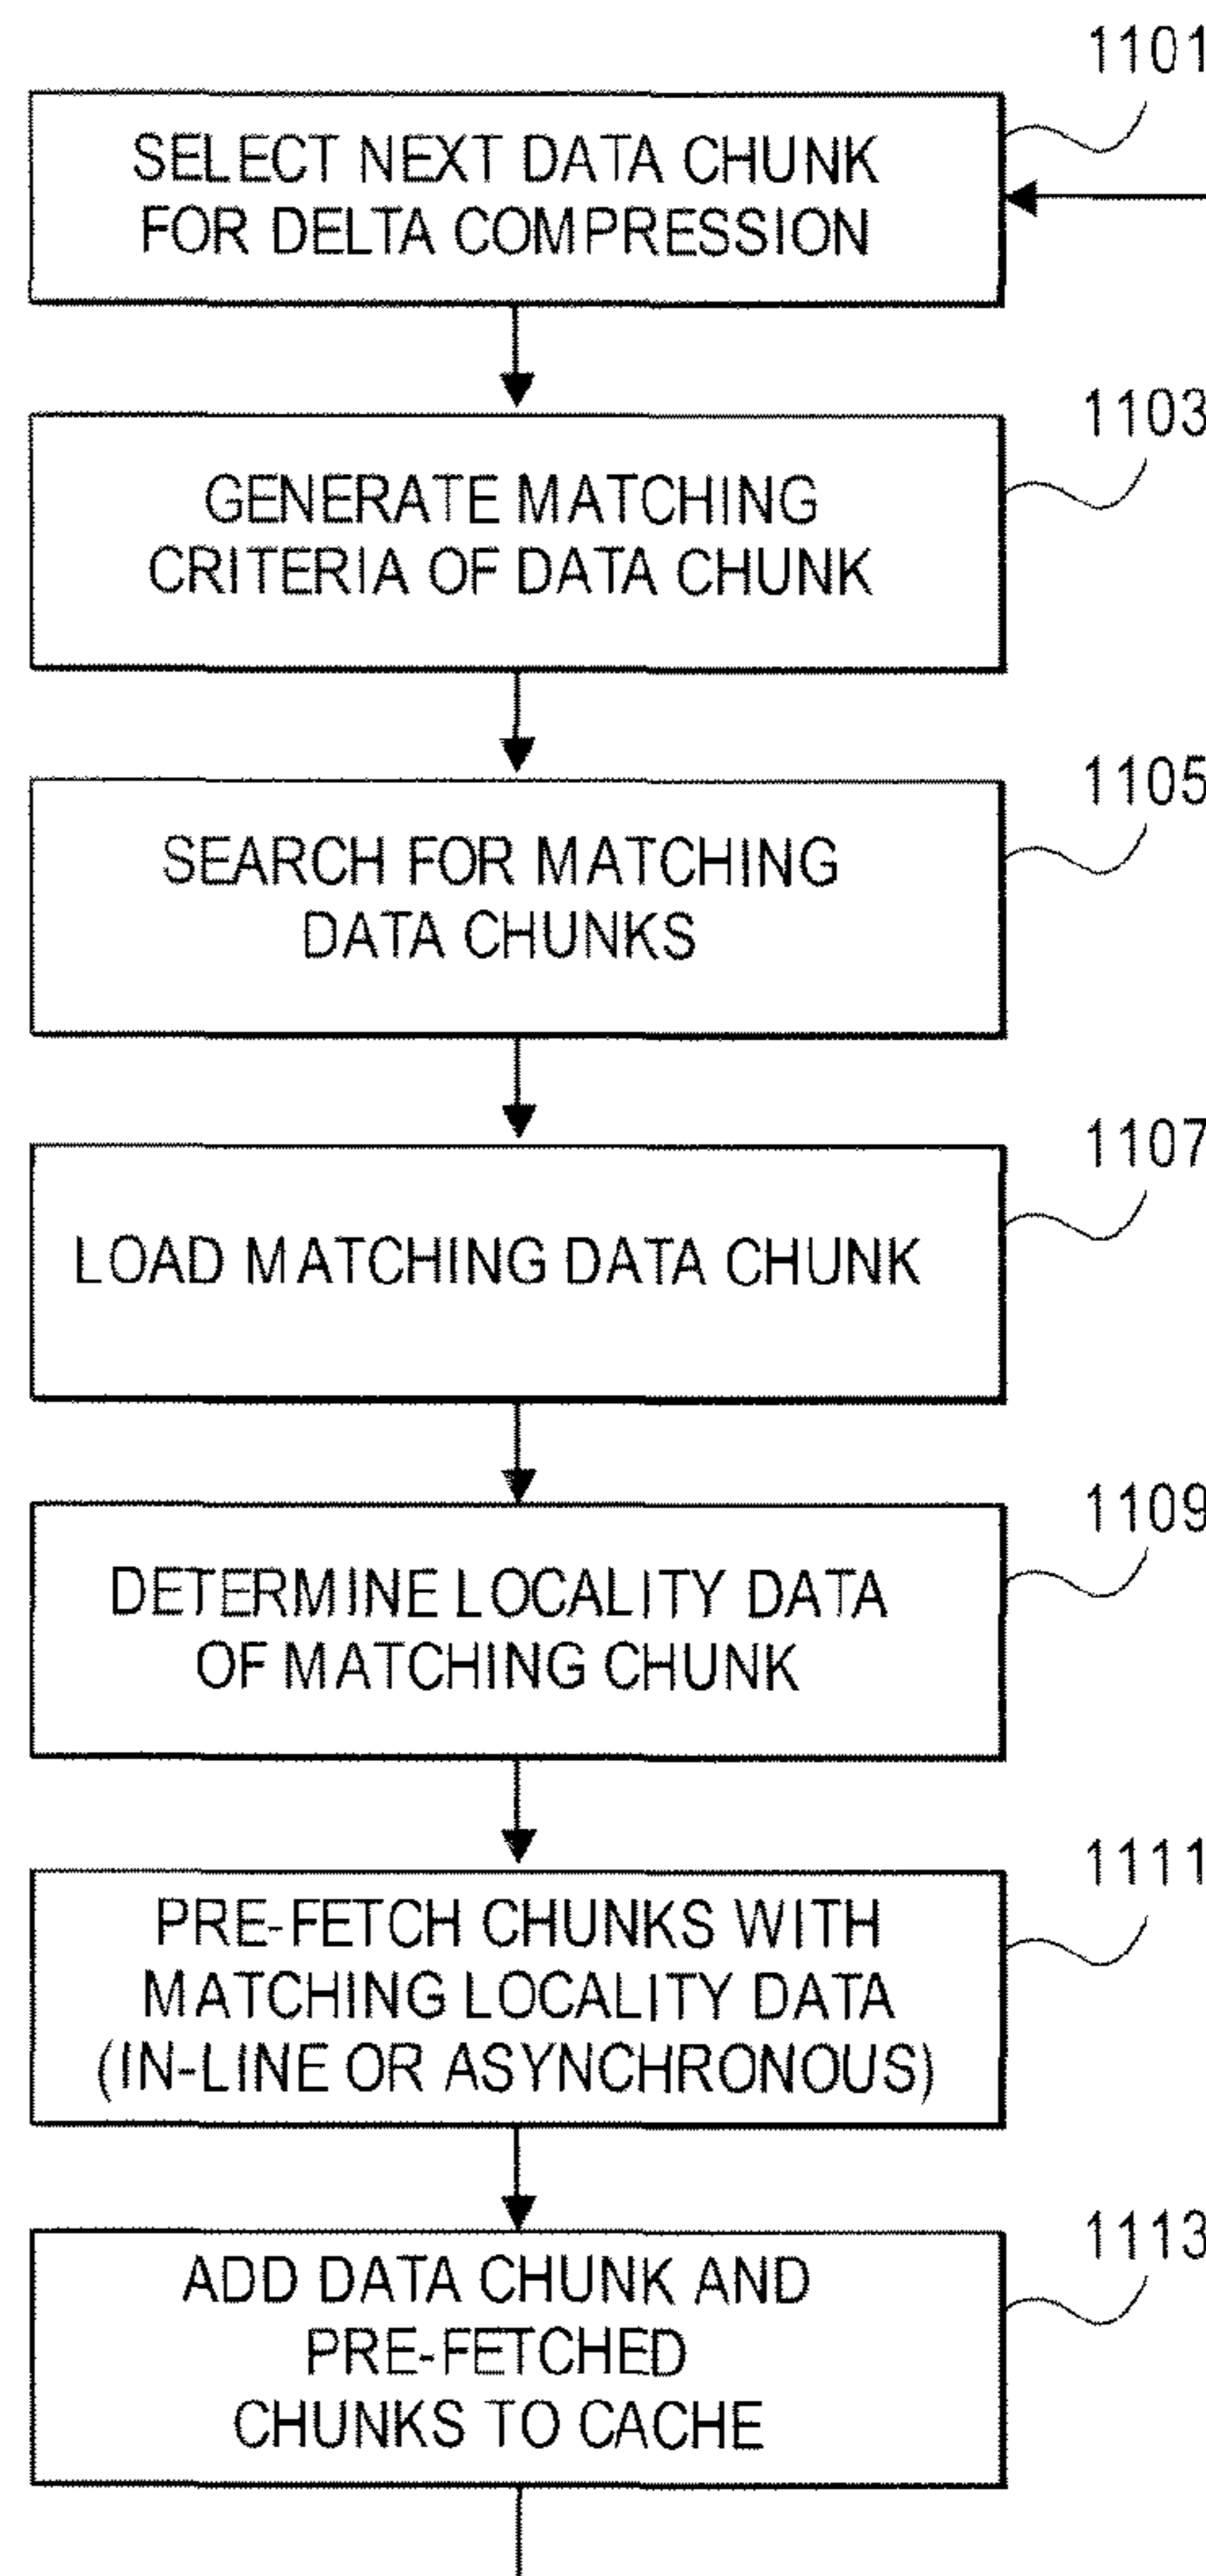 1101
SELECT NEXT DATA CHUNK
FOR DELTA COMPRESSION
1103
GENERATE MATCHING
CRITERIA OF DATA CHUNK
1105
SEARCH FOR MATCHING
DATA CHUNKS
1107
LOAD MATCHING DATA CHUNK
1109
DETERMINE LOCALITY DATA
OF MATCHING CHUNK
1111
PRE-FETCH CHUNKS WITH
MATCHING LOCALITY DATA
(IN-LINE OR ASYNCHRONOUS)
1113
ADD DATA CHUNK AND
PRE-FETCHED
CHUNKS TO CACHE